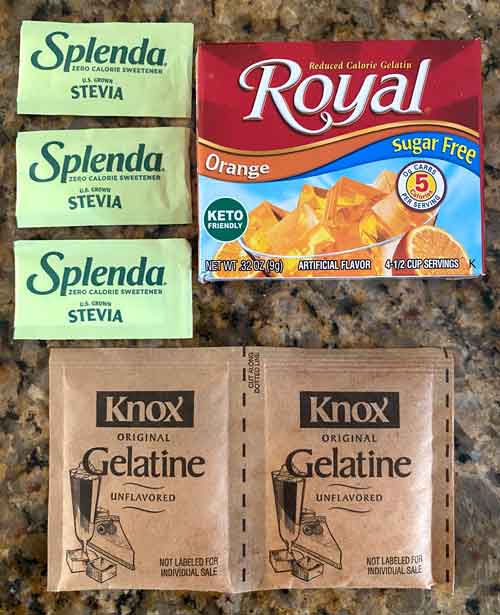 Splenda
ZERO CALORIE SWEETENER
U.S. GROWN
STEVIA
Splenda
ZERO CALORIE SWEETENER
U.S. GROWN
STEVIA
Splenda
ZERO CALORIE SWEETENER
U.S. GROWN
STEVIA
Reduced Calorie Gelatin
Royal
Orange
Sugar Free
0g CARBS
5
Calories
PER SERVING
KETO
FRIENDLY
NET WT .32 OZ (9g)
ARTIFICIAL FLAVOR
4-1/2 CUP SERVINGS
K
Knox
ORIGINAL
Gelatine
UNFLAVORED
NOT LABELED FOR
INDIVIDUAL SALE
CUT ALONG
DOTTED LINE
Knox
ORIGINAL
Gelatine
UNFLAVORED
NOT LABELED FOR
INDIVIDUAL SALE